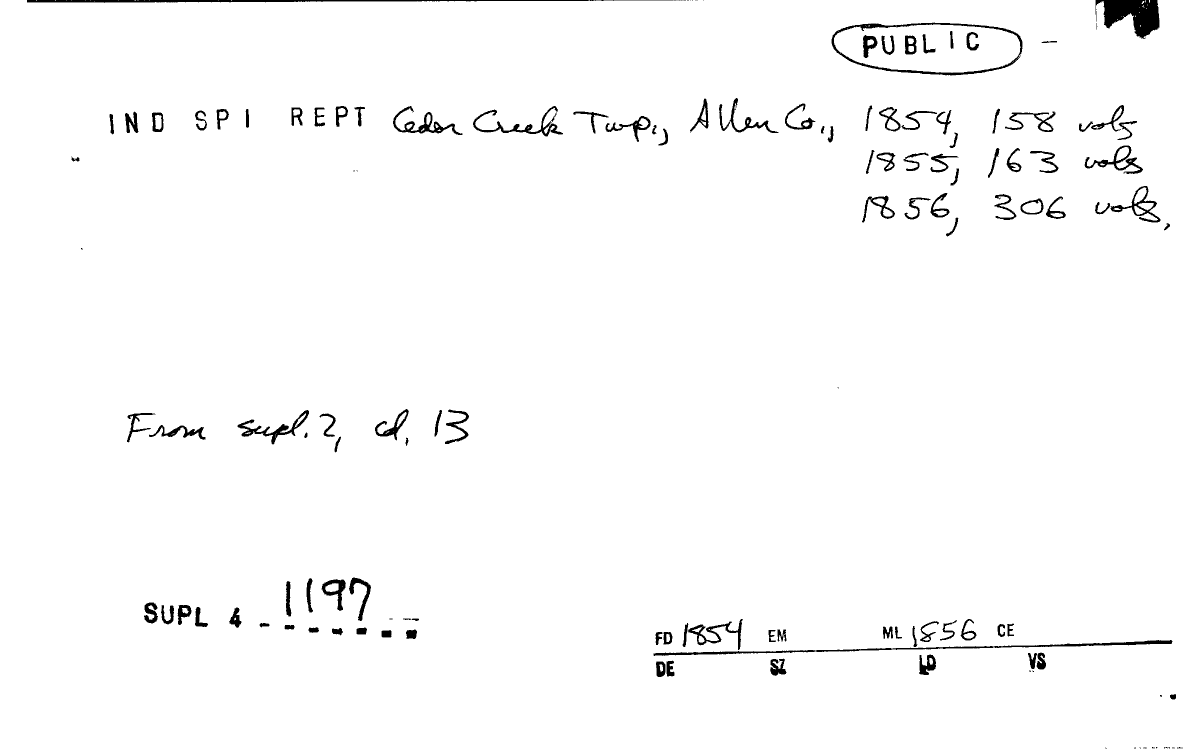 PUBLIC -
IND SPI REPT Cedar Creek Twp., Allen Co., 1854, 158 vols
1855, 163 vols
1856, 306 vols.
From supl. 2, cd. 13
SUPL 4 - 1197
FD 1854 EM ML 1856 CE
DE SZ LD VS